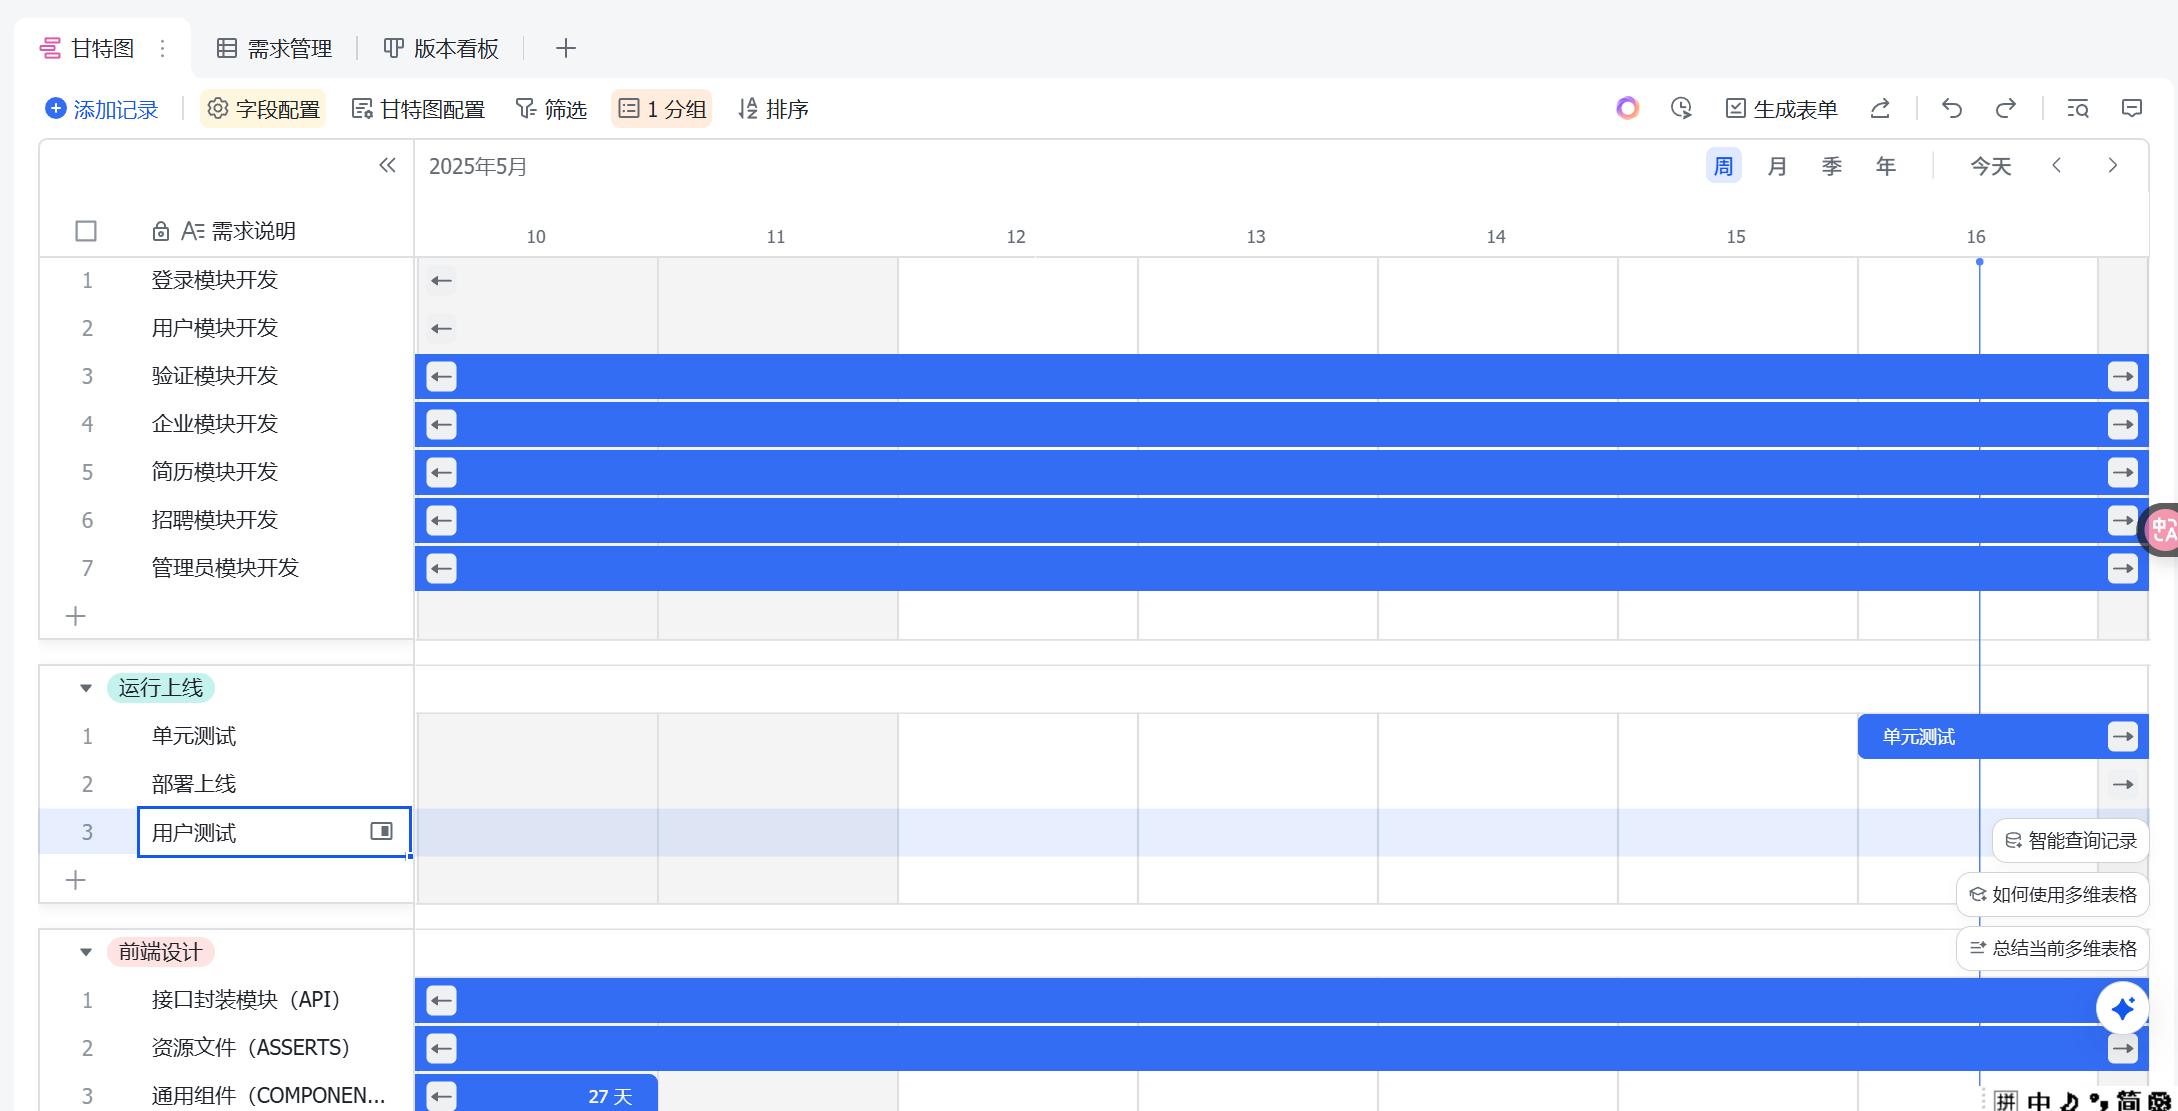 甘特图 需求管理 版本看板
添加记录 字段配置 甘特图配置 筛选 1 分组 排序 生成表单
2025年5月 周 月 季 年 今天
需求说明 10 11 12 13 14 15 16
1 登录模块开发
2 用户模块开发
3 验证模块开发
4 企业模块开发
5 简历模块开发
6 招聘模块开发
7 管理员模块开发
运行上线
1 单元测试 单元测试
2 部署上线
3 用户测试
智能查询记录
如何使用多维表格
前端设计
总结当前多维表格
1 接口封装模块（API）
2 资源文件（ASSERTS）
3 通用组件（COMPONEN... 27 天
拼 中 简